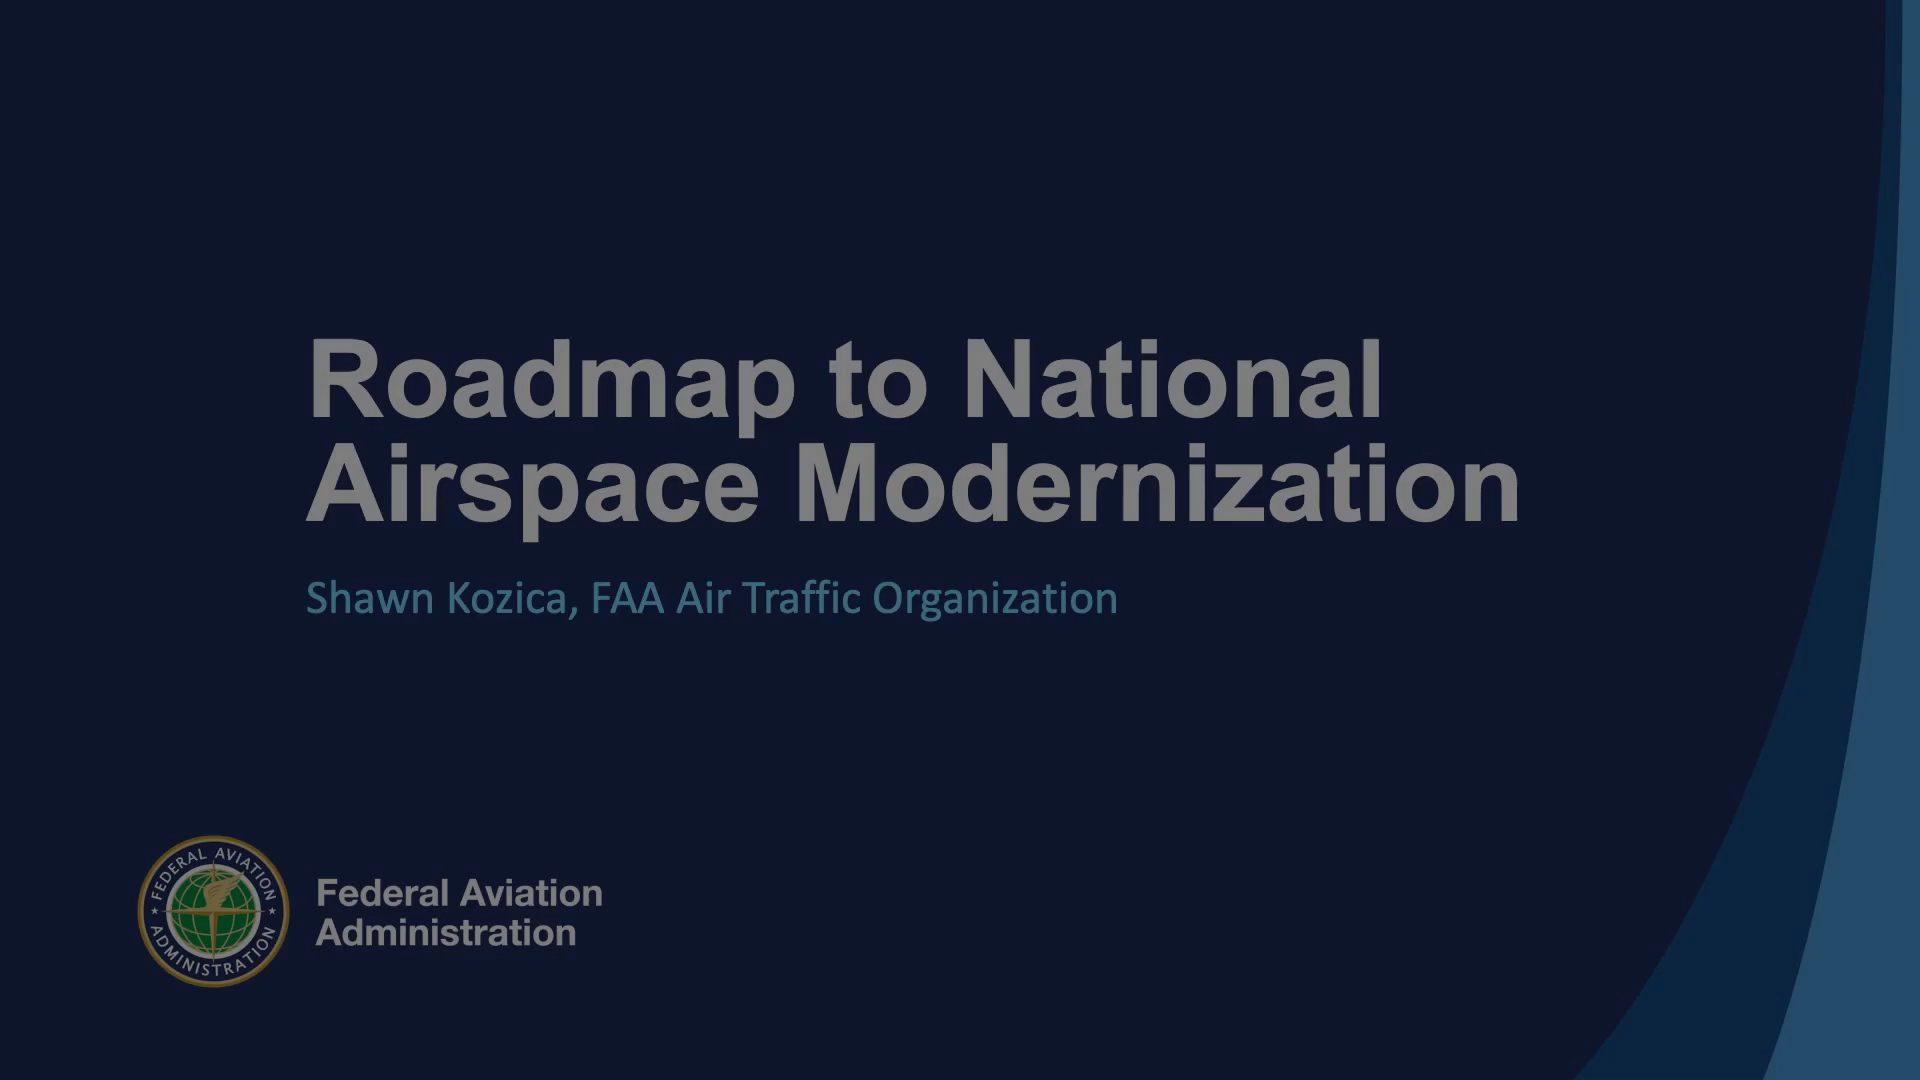 Roadmap to National
Airspace Modernization
Shawn Kozica, FAA Air Traffic Organization
FEDERAL AVIATION
ADMINISTRATION
Federal Aviation
Administration